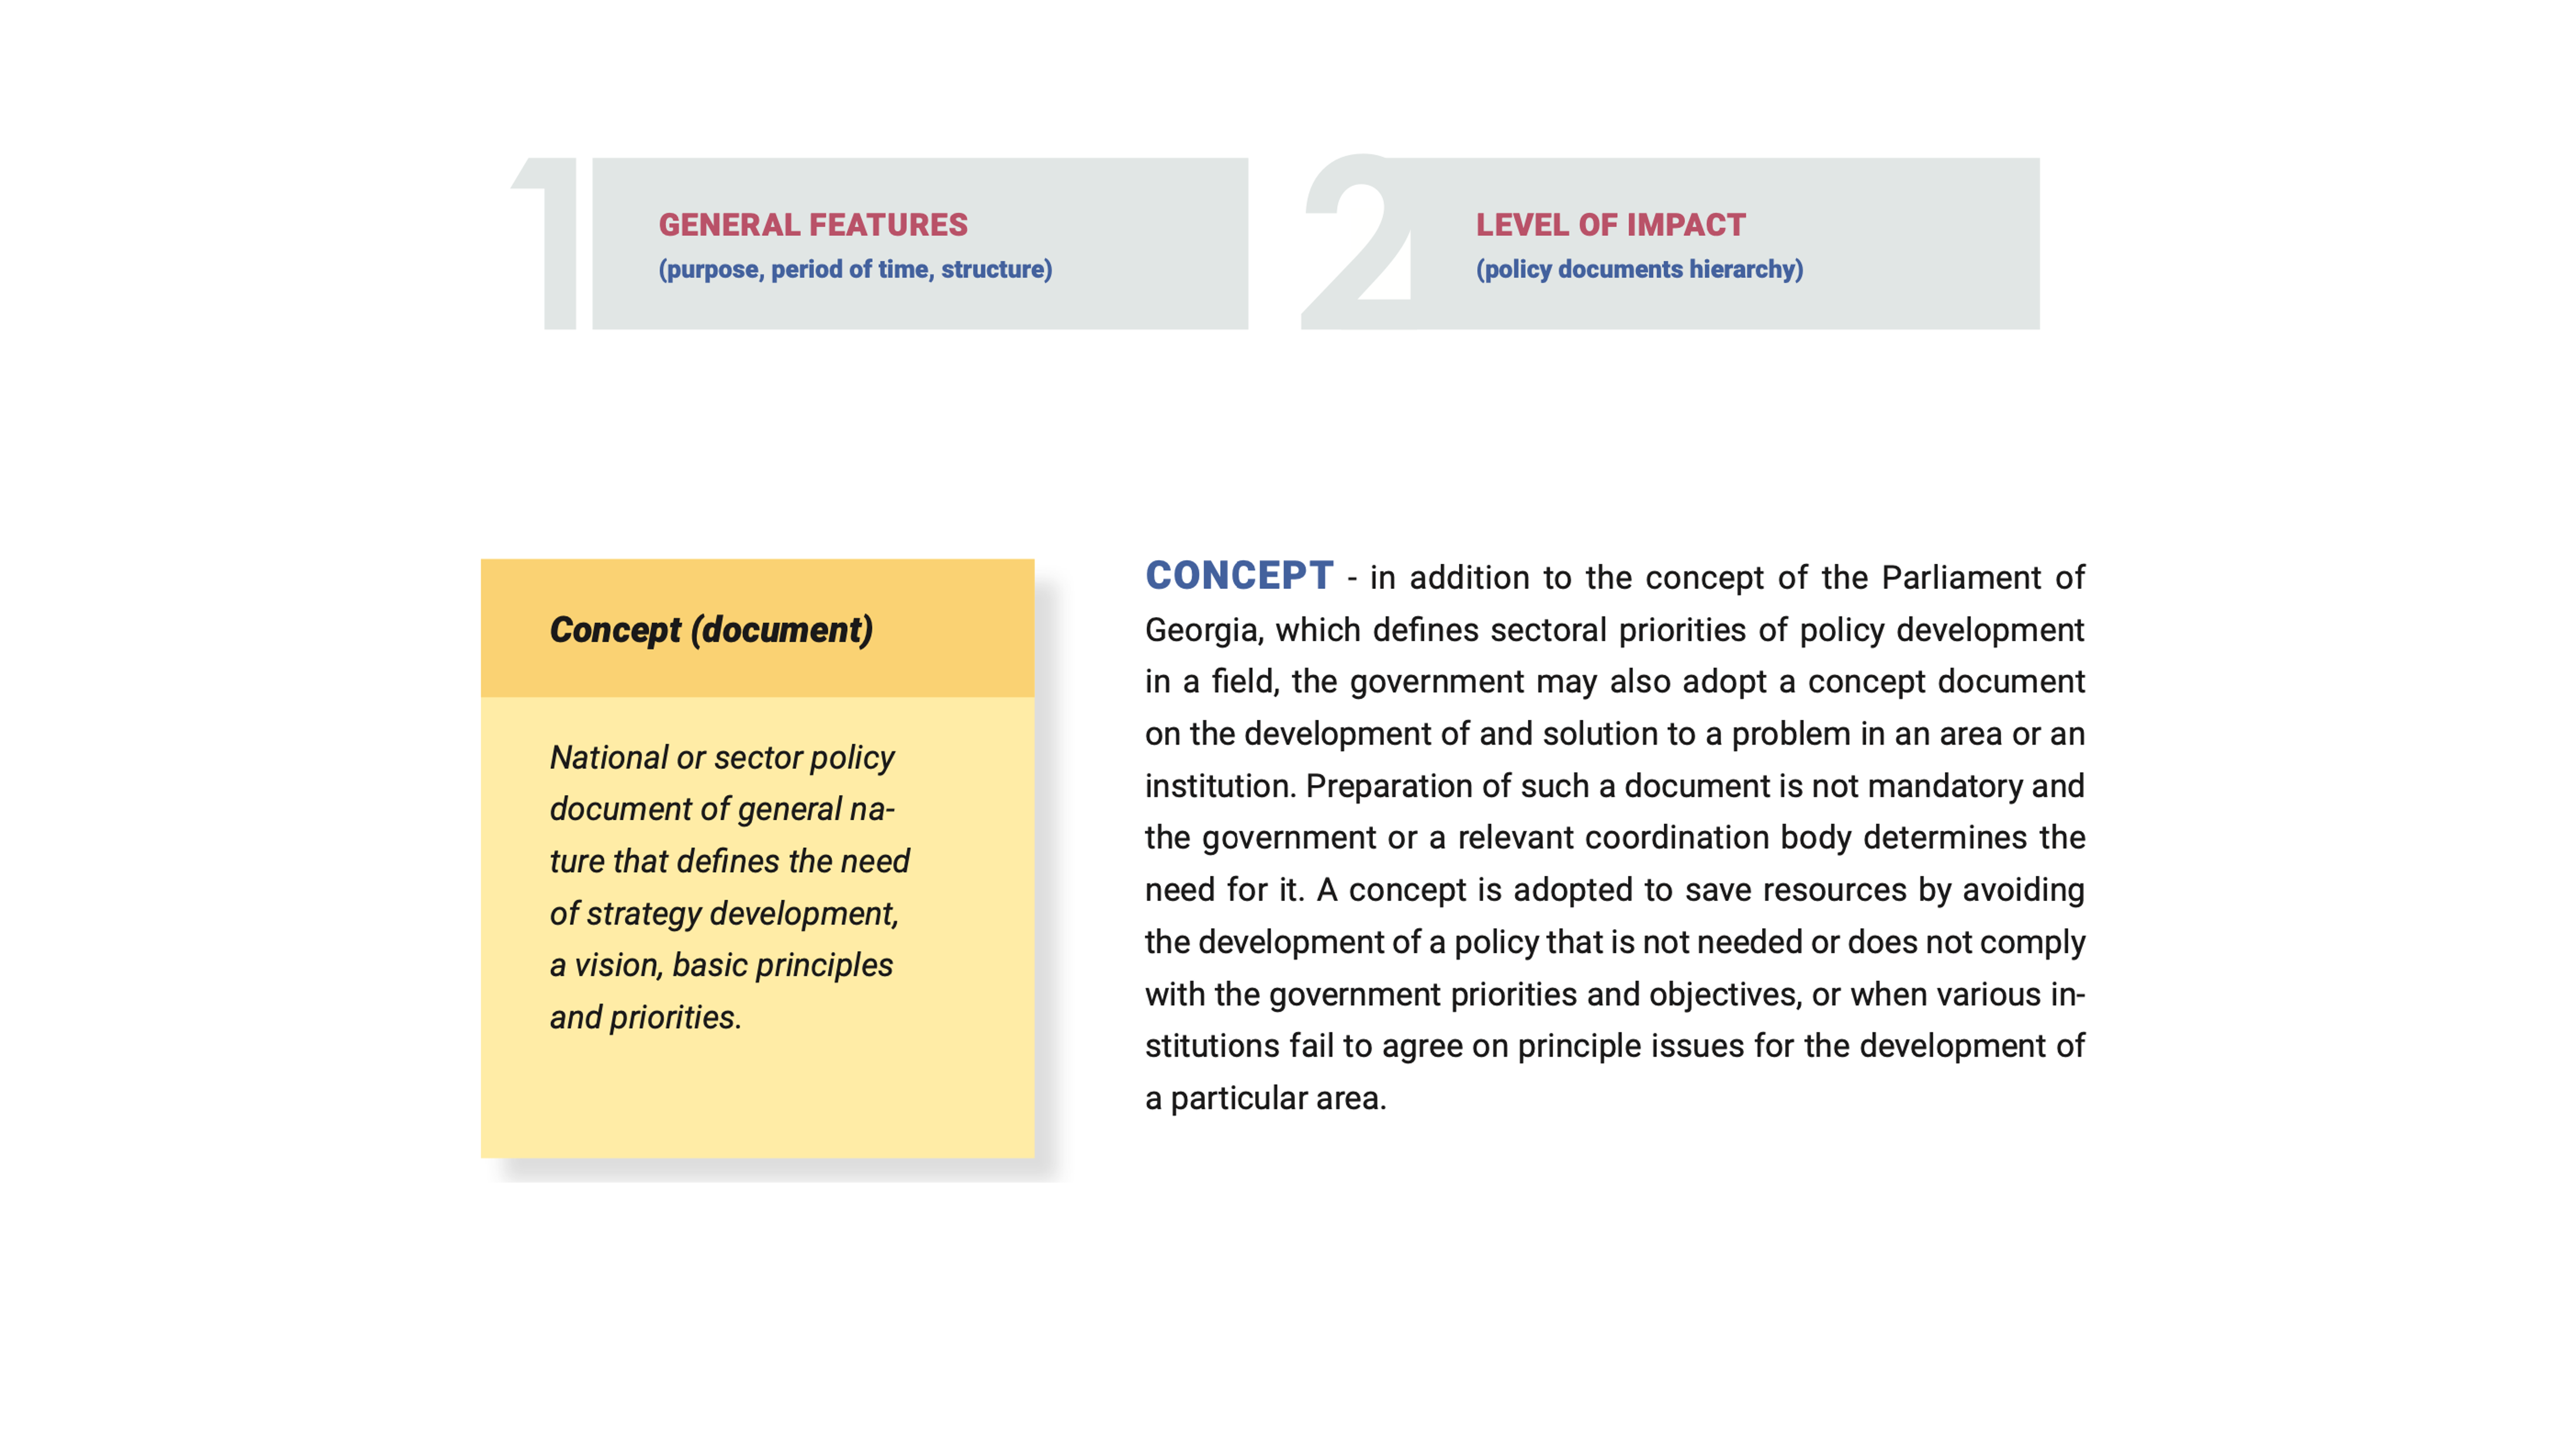 1
GENERAL FEATURES
(purpose, period of time, structure)
2
LEVEL OF IMPACT
(policy documents hierarchy)
Concept (document)
National or sector policy
document of general na-
ture that defines the need
of strategy development,
a vision, basic principles
and priorities.
CONCEPT - in addition to the concept of the Parliament of
Georgia, which defines sectoral priorities of policy development
in a field, the government may also adopt a concept document
on the development of and solution to a problem in an area or an
institution. Preparation of such a document is not mandatory and
the government or a relevant coordination body determines the
need for it. A concept is adopted to save resources by avoiding
the development of a policy that is not needed or does not comply
with the government priorities and objectives, or when various in-
stitutions fail to agree on principle issues for the development of
a particular area.